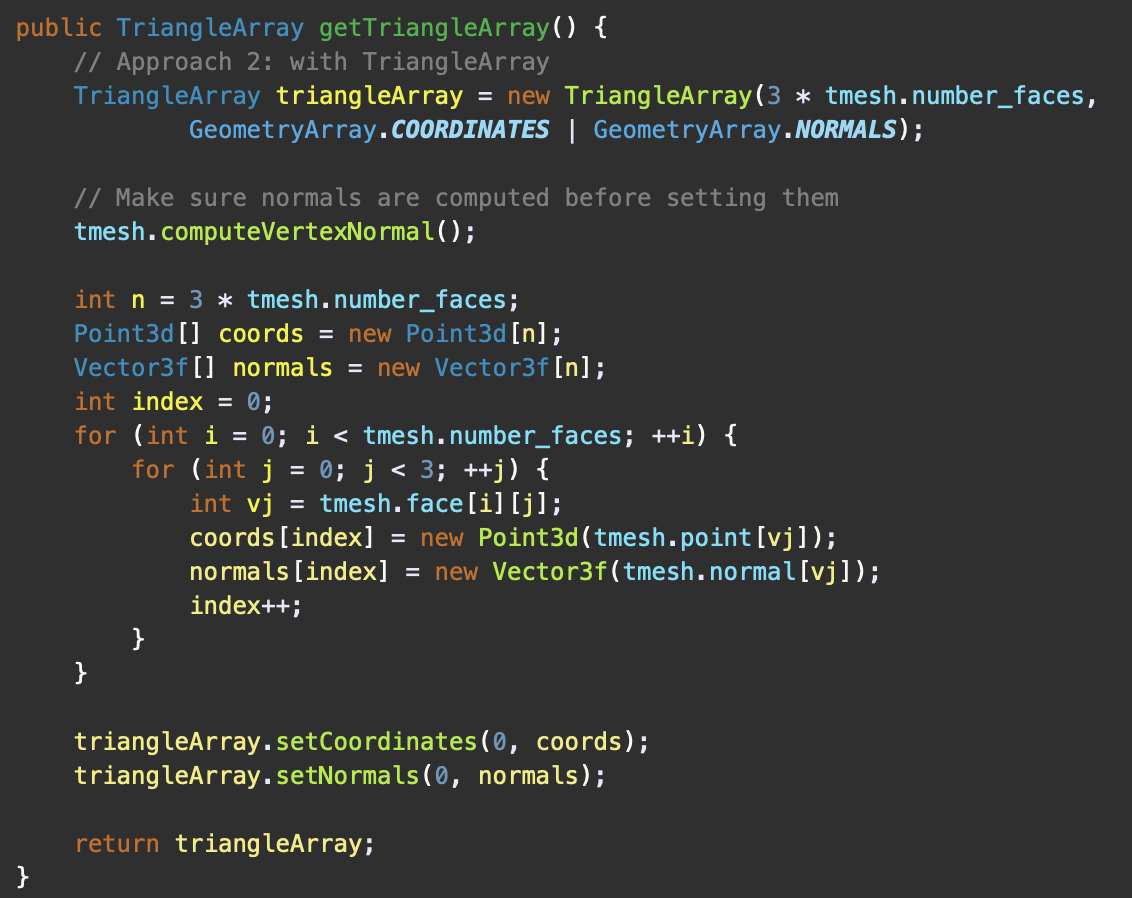 public TriangleArray getTriangleArray() {
    // Approach 2: with TriangleArray
    TriangleArray triangleArray = new TriangleArray(3 * tmesh.number_faces,
            GeometryArray.COORDINATES | GeometryArray.NORMALS);

    // Make sure normals are computed before setting them
    tmesh.computeVertexNormal();

    int n = 3 * tmesh.number_faces;
    Point3d[] coords = new Point3d[n];
    Vector3f[] normals = new Vector3f[n];
    int index = 0;
    for (int i = 0; i < tmesh.number_faces; ++i) {
        for (int j = 0; j < 3; ++j) {
            int vj = tmesh.face[i][j];
            coords[index] = new Point3d(tmesh.point[vj]);
            normals[index] = new Vector3f(tmesh.normal[vj]);
            index++;
        }
    }

    triangleArray.setCoordinates(0, coords);
    triangleArray.setNormals(0, normals);

    return triangleArray;
}